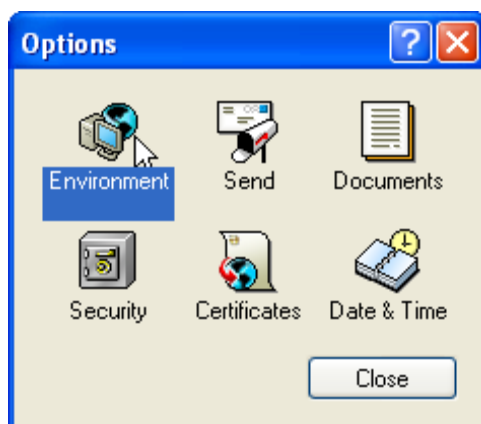 Options
Environment
Send
Documents
Security
Certificates
Date & Time
Close